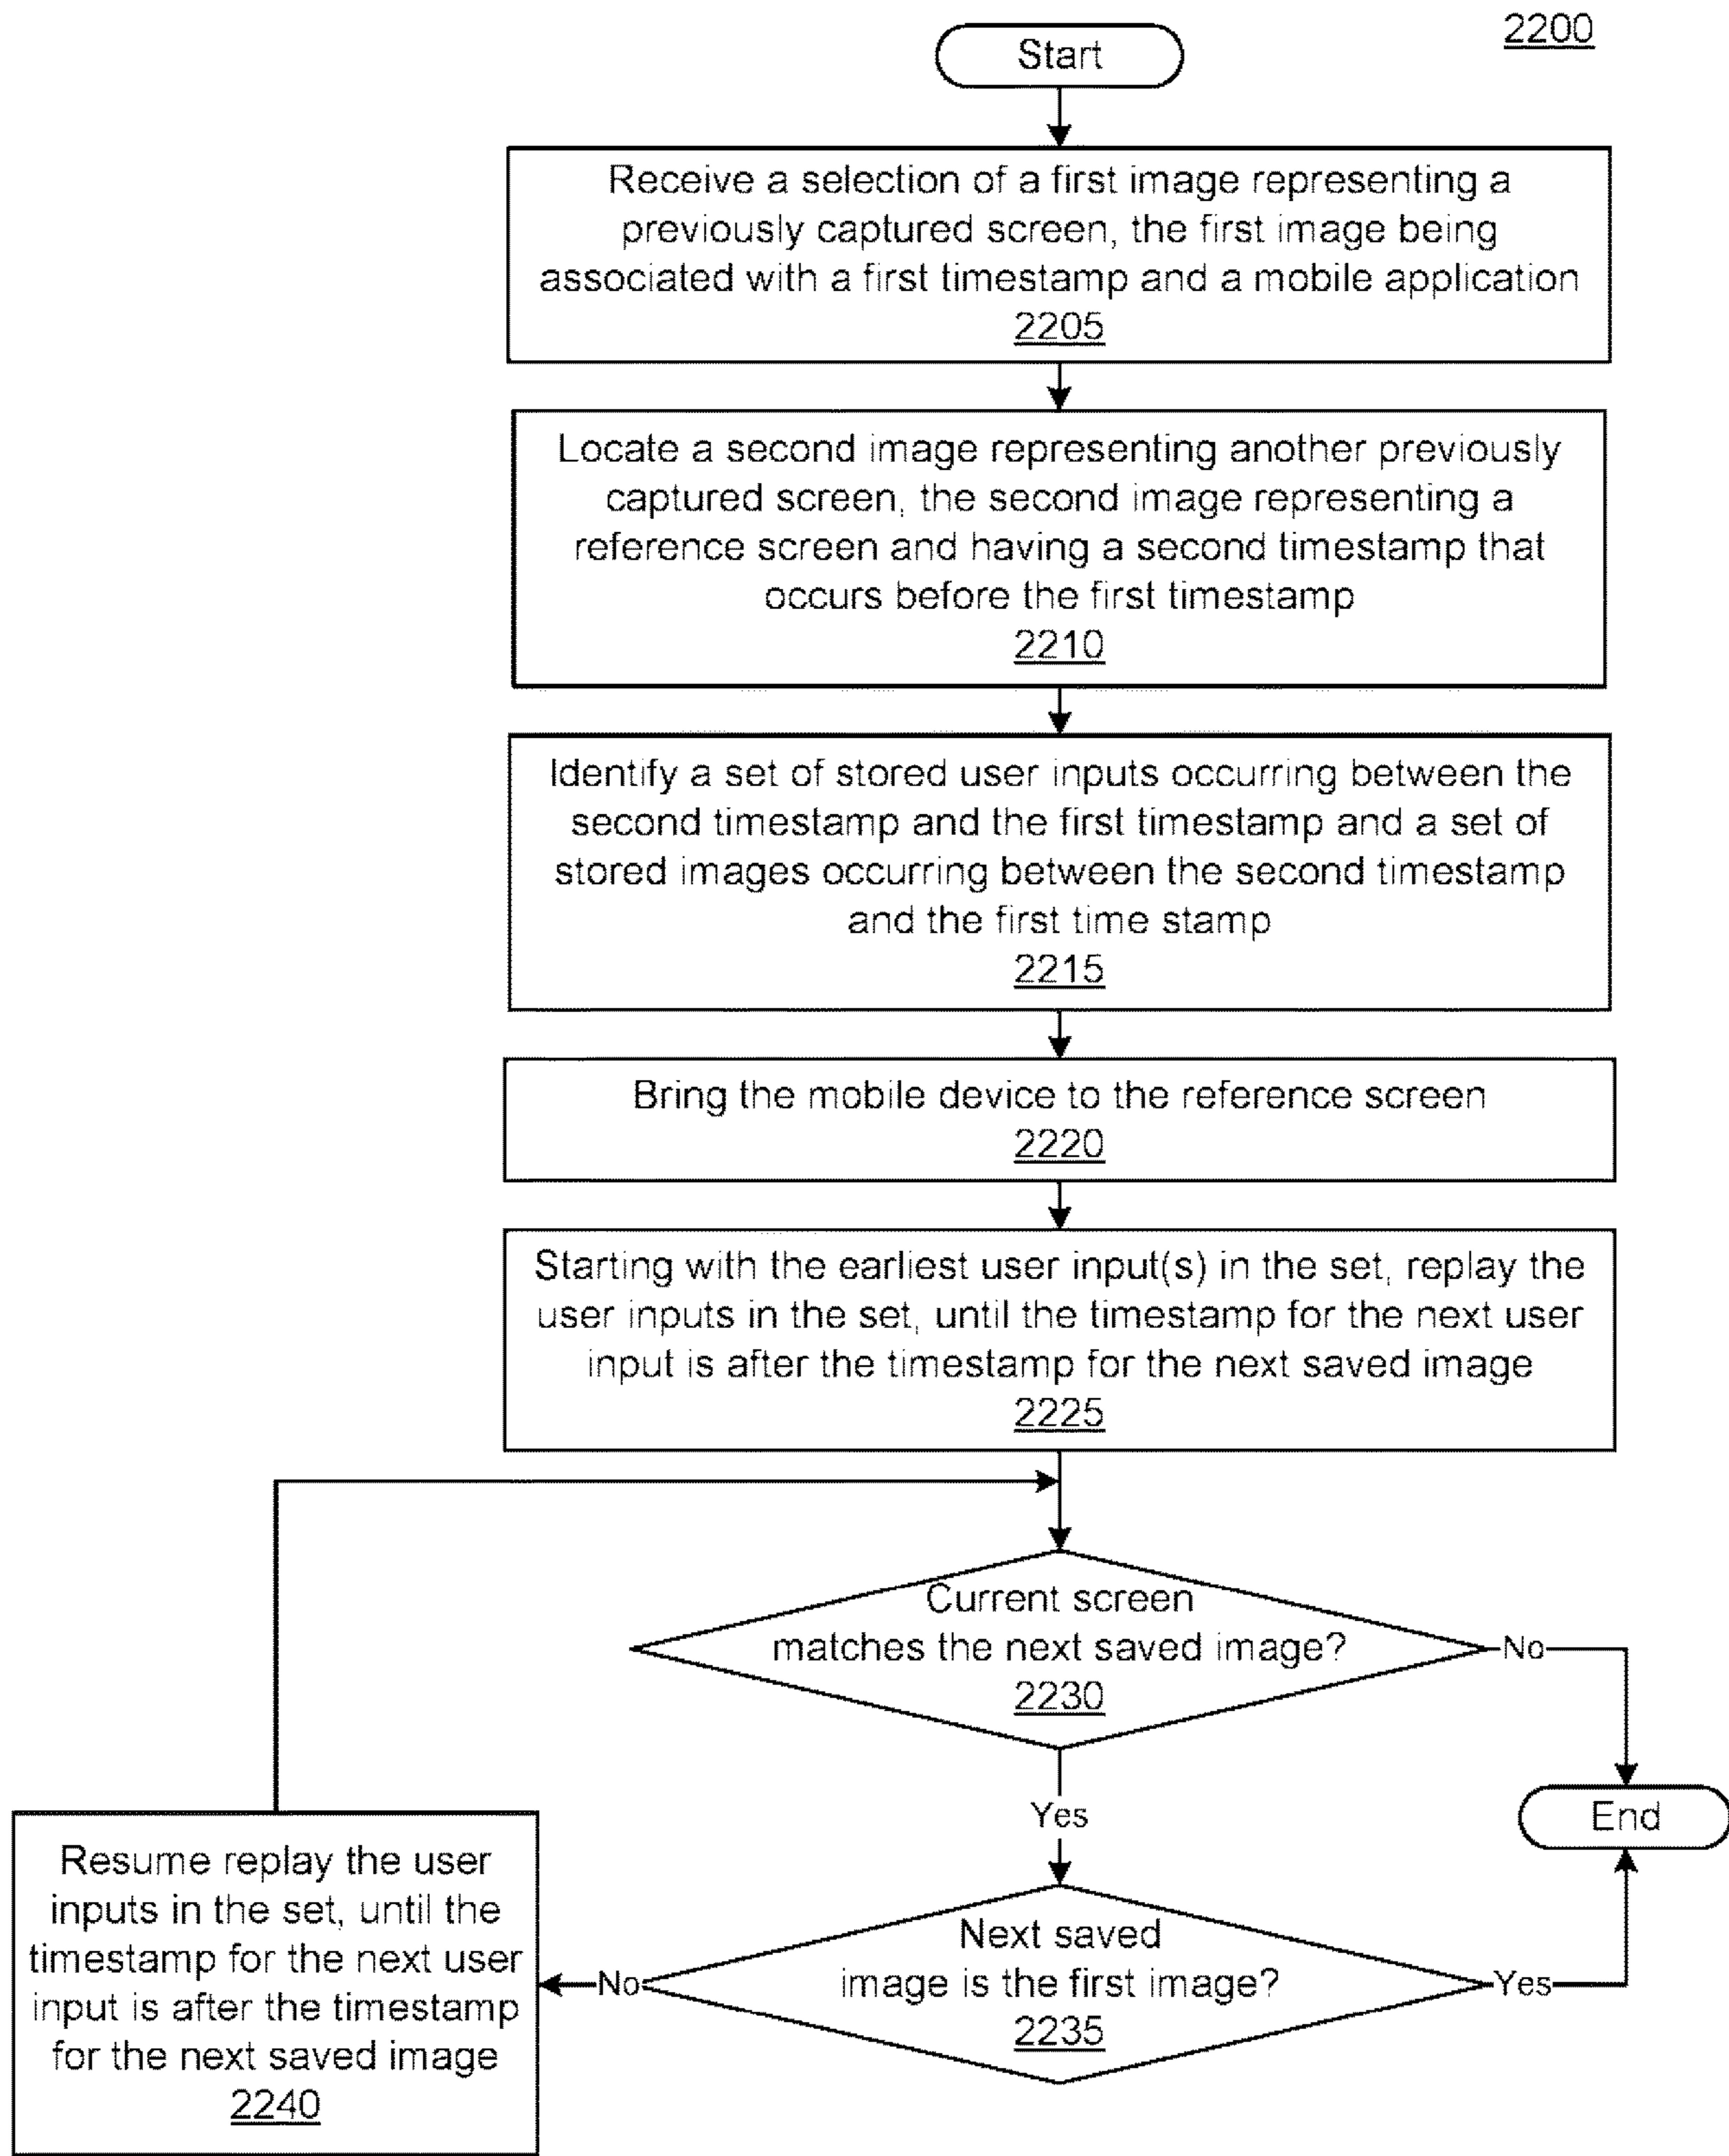 2200
Start
Receive a selection of a first image representing a
previously captured screen, the first image being
associated with a first timestamp and a mobile application
2205
Locate a second image representing another previously
captured screen, the second image representing a
reference screen and having a second timestamp that
occurs before the first timestamp
2210
Identify a set of stored user inputs occurring between the
second timestamp and the first timestamp and a set of
stored images occurring between the second timestamp
and the first time stamp
2215
Bring the mobile device to the reference screen
2220
Starting with the earliest user input(s) in the set, replay the
user inputs in the set, until the timestamp for the next user
input is after the timestamp for the next saved image
2225
Current screen
matches the next saved image?
2230
No
Yes
End
Next saved
image is the first image?
2235
Yes
No
Resume replay the user
inputs in the set, until the
timestamp for the next user
input is after the timestamp
for the next saved image
2240